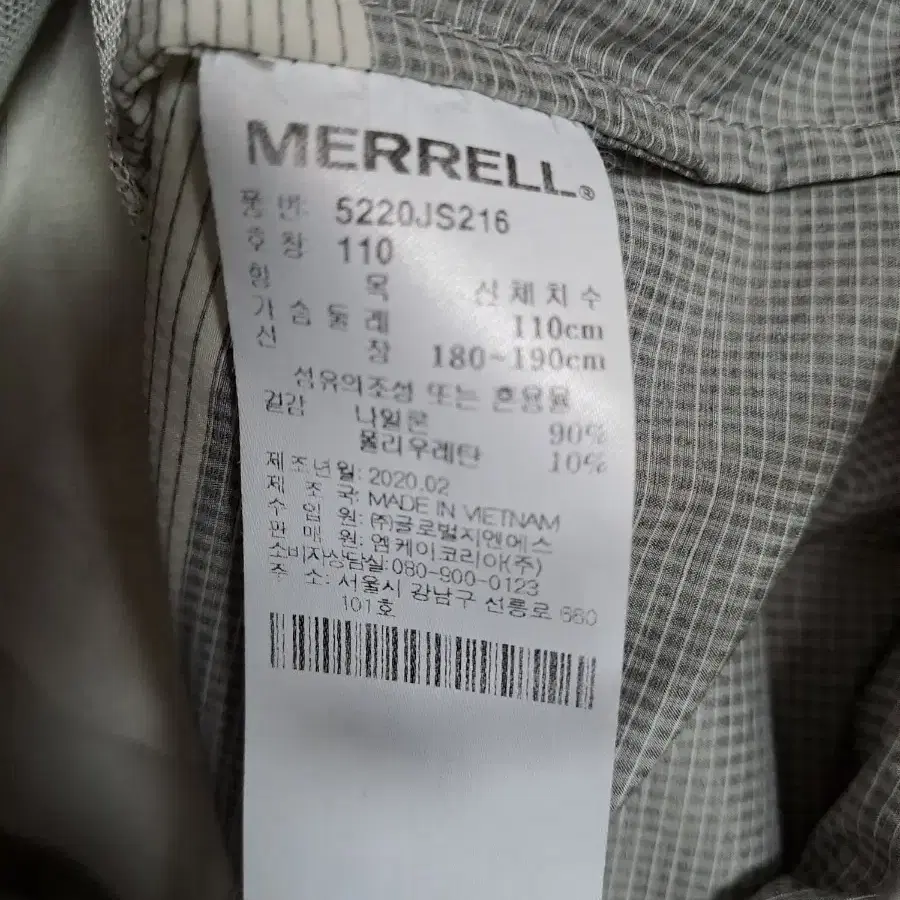 MERRELL®
품 번: 5220JS216
호 칭 110
항 목 신체치수
가슴둘레 110cm
신 장 180~190cm
섬유의조성 또는 혼용율
겉감 나일론 90%
폴리우레탄 10%
제조년월: 2020.02
제 조 국: MADE IN VIETNAM
수 입 원: (주)글로벌지엔에스
판 매 원: 엠케이코리아(주)
소비자상담실: 080-900-0123
주 소: 서울시 강남구 선릉로 660
101호